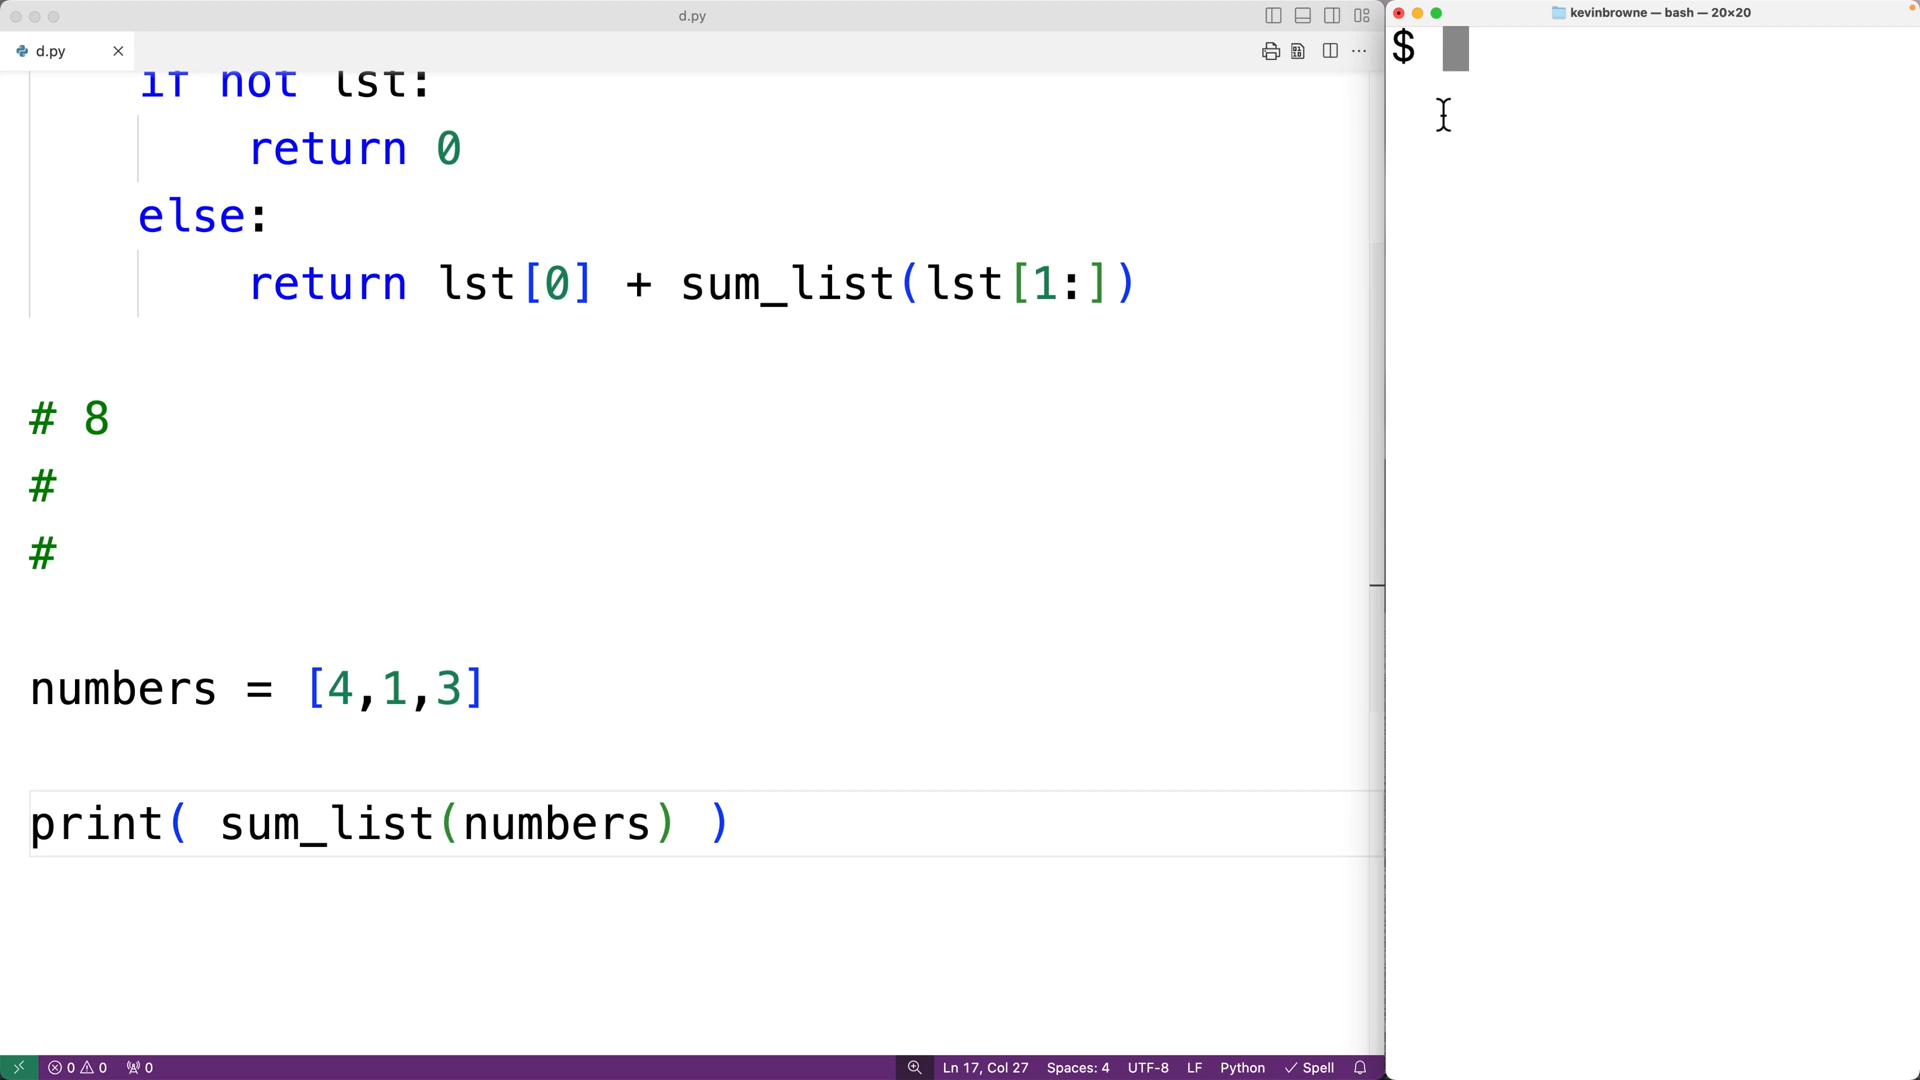 d.py
d.py
if not lst:
return 0
else:
return lst[0] + sum_list(lst[1:])
# 8
#
#
numbers = [4,1,3]
print( sum_list(numbers) )
0 0 0
Ln 17, Col 27 Spaces: 4 UTF-8 LF Python Spell
kevinbrowne — bash — 20×20
$